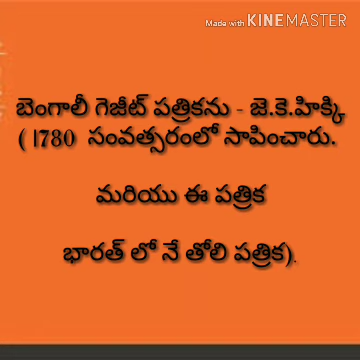 Made with KINEMASTER
బెంగాలీ గెజిట్ పత్రికను - జె.కె.హిక్కి
( 1780 సంవత్సరంలో సాపించారు.
మరియు ఈ పత్రిక
భారత్ లో నే తోలి పత్రిక).